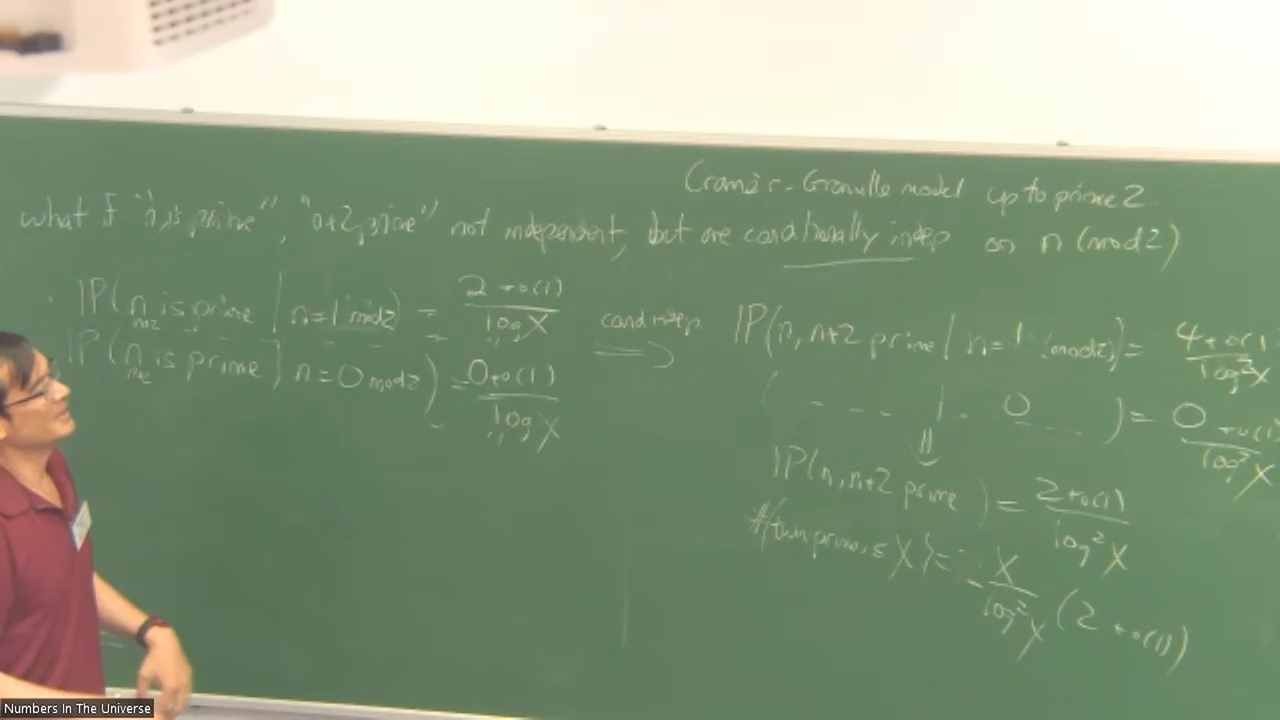 Cramér-Granville model up to prime 2
what if "n is prime", "n+2 prime" not independent, but are conditionally indep on n (mod 2)
IP(n is prime | n=1 mod 2) = 2+o(1) / log X
n+2
IP(n is prime | n=0 mod 2) = 0+o(1) / log X
n+2
cond indep. ⟹
IP(n, n+2 prime | n=1 (mod 2)) = 4+o(1 / log² X
( - - - | - 0 ) = 0+o(1) / log² X
⇓
IP(n, n+2 prime) = 2+o(1) / log² X
#{twin primes ≤ X} = X / log² X (2+o(1))
Numbers In The Universe